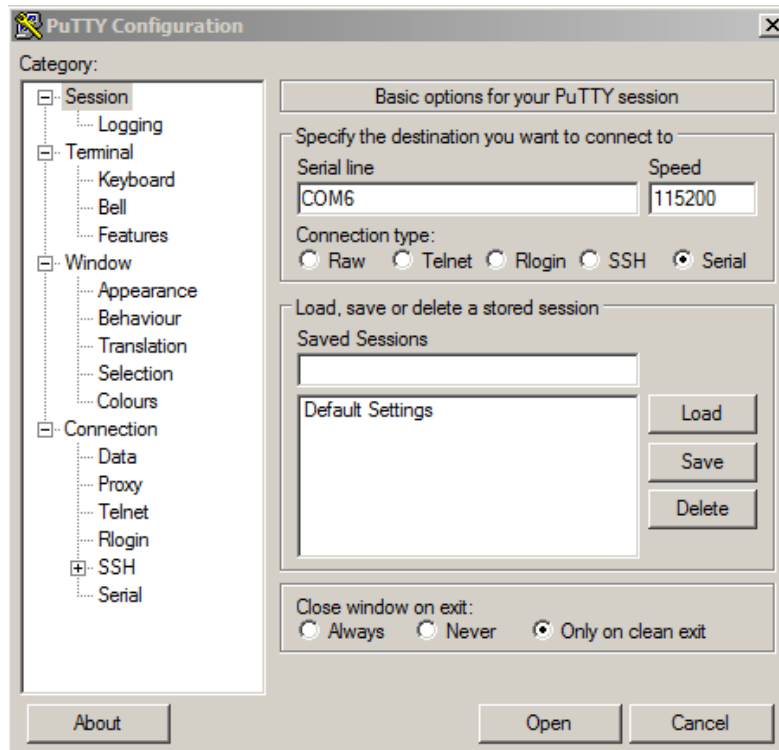 PuTTY Configuration
Category:
Session
Logging
Terminal
Keyboard
Bell
Features
Window
Appearance
Behaviour
Translation
Selection
Colours
Connection
Data
Proxy
Telnet
Rlogin
SSH
Serial
Basic options for your PuTTY session
Specify the destination you want to connect to
Serial line Speed
COM6 115200
Connection type:
Raw Telnet Rlogin SSH Serial
Load, save or delete a stored session
Saved Sessions
Default Settings
Load
Save
Delete
Close window on exit:
Always Never Only on clean exit
About Open Cancel